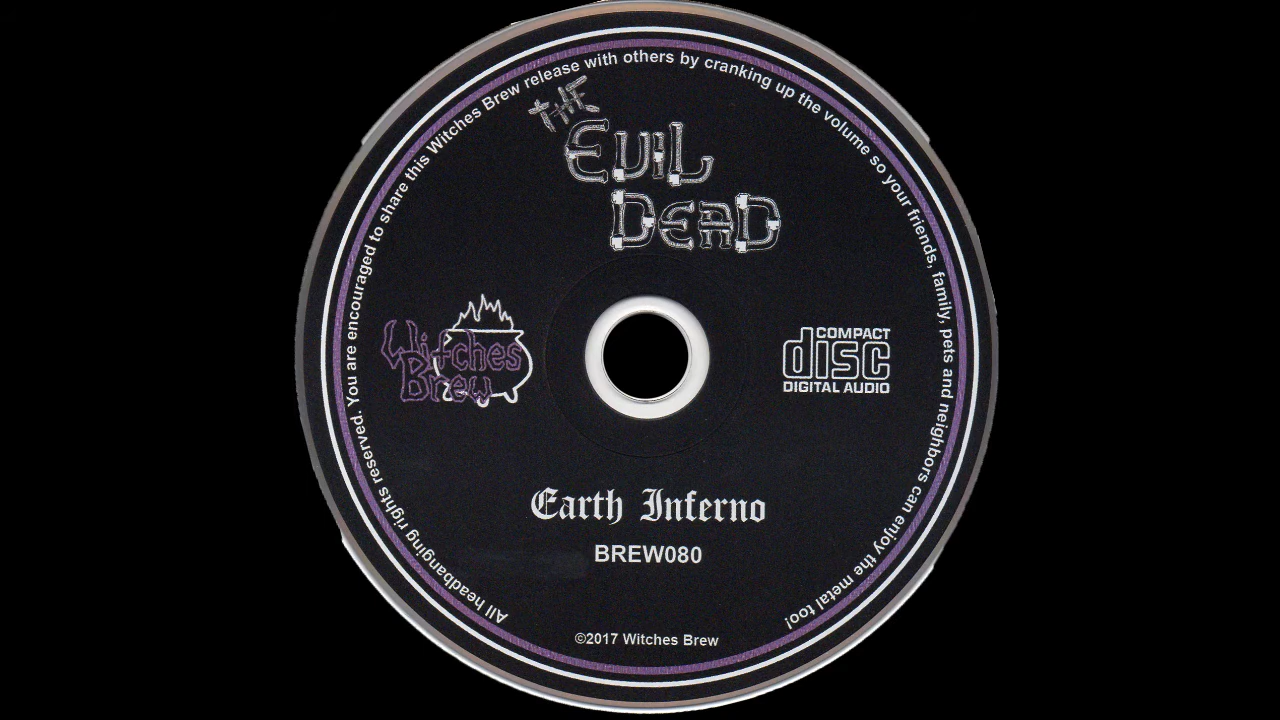 All headbanging rights reserved. You are encouraged to share this Witches Brew release with others by cranking up the volume so your friends, family, pets and neighbors can enjoy the metal too!
THE
EVIL
DEAD
Witches
Brew
COMPACT
disc
DIGITAL AUDIO
Earth Inferno
BREW080
©2017 Witches Brew